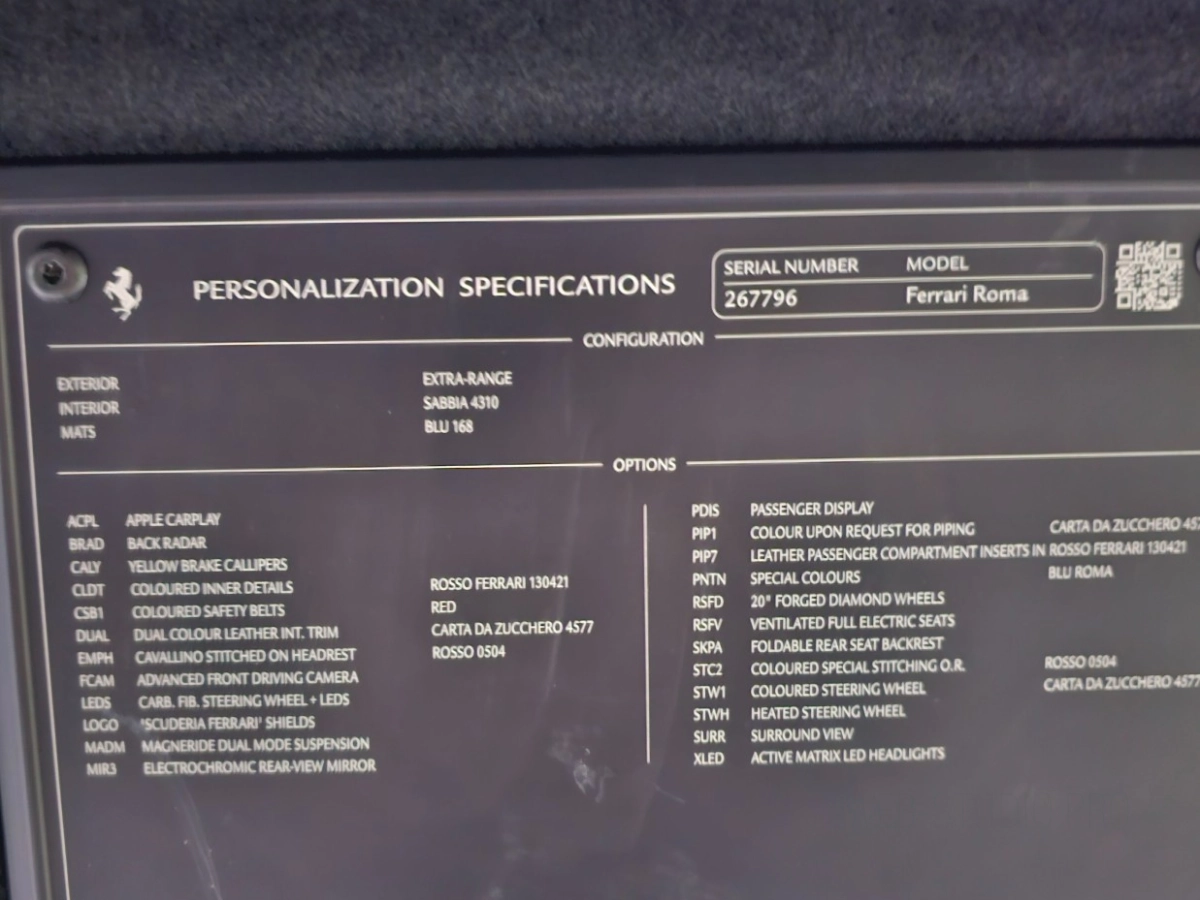 PERSONALIZATION SPECIFICATIONS
SERIAL NUMBER MODEL
267796 Ferrari Roma
CONFIGURATION
EXTERIOR EXTRA-RANGE
INTERIOR SABBIA 4310
MATS BLU 168
OPTIONS
ACPL APPLE CARPLAY
BRAD BACK RADAR
CALY YELLOW BRAKE CALLIPERS
CLDT COLOURED INNER DETAILS ROSSO FERRARI 130421
CSB1 COLOURED SAFETY BELTS RED
DUAL DUAL COLOUR LEATHER INT. TRIM CARTA DA ZUCCHERO 4577
EMPH CAVALLINO STITCHED ON HEADREST ROSSO 0504
FCAM ADVANCED FRONT DRIVING CAMERA
LEDS CARB. FIB. STEERING WHEEL + LEDS
LOGO 'SCUDERIA FERRARI' SHIELDS
MADM MAGNERIDE DUAL MODE SUSPENSION
MIR3 ELECTROCHROMIC REAR-VIEW MIRROR
PDIS PASSENGER DISPLAY
PIP1 COLOUR UPON REQUEST FOR PIPING CARTA DA ZUCCHERO 457
PIP7 LEATHER PASSENGER COMPARTMENT INSERTS IN ROSSO FERRARI 130421
PNTN SPECIAL COLOURS BLU ROMA
RSFD 20" FORGED DIAMOND WHEELS
RSFV VENTILATED FULL ELECTRIC SEATS
SKPA FOLDABLE REAR SEAT BACKREST
STC2 COLOURED SPECIAL STITCHING O.R. ROSSO 0504
STW1 COLOURED STEERING WHEEL CARTA DA ZUCCHERO 4577
STWH HEATED STEERING WHEEL
SURR SURROUND VIEW
XLED ACTIVE MATRIX LED HEADLIGHTS